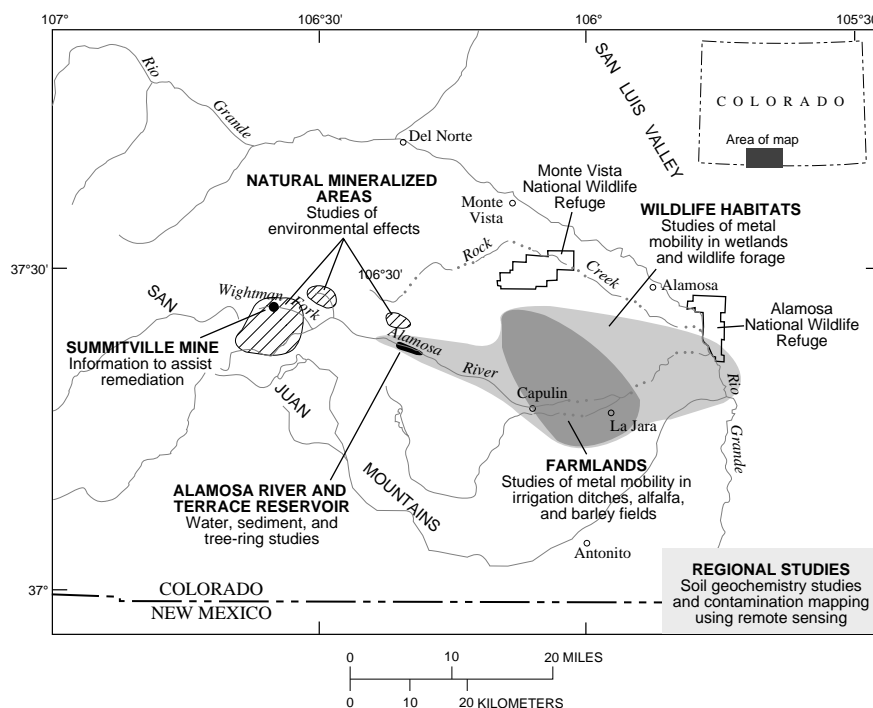 107°
106°30'
106°
105°30'
Rio
Grande
Del Norte
SAN LUIS VALLEY
COLORADO
Area of map
NATURAL MINERALIZED
AREAS
Studies of
environmental effects
Monte Vista
National Wildlife
Refuge
Monte
Vista
WILDLIFE HABITATS
Studies of metal
mobility in wetlands
and wildlife forage
37°30'
106°30'
Rock
Creek
Alamosa
SAN
Wightman Fork
Alamosa
National Wildlife
Refuge
SUMMITVILLE MINE
Information to assist
remediation
Alamosa
River
Rio
Grande
JUAN
Capulin
La Jara
MOUNTAINS
FARMLANDS
Studies of metal mobility in
irrigation ditches, alfalfa,
and barley fields
ALAMOSA RIVER AND
TERRACE RESERVOIR
Water, sediment, and
tree-ring studies
Antonito
REGIONAL STUDIES
Soil geochemistry studies
and contamination mapping
using remote sensing
37°
COLORADO
NEW MEXICO
0 10 20 MILES
0 10 20 KILOMETERS